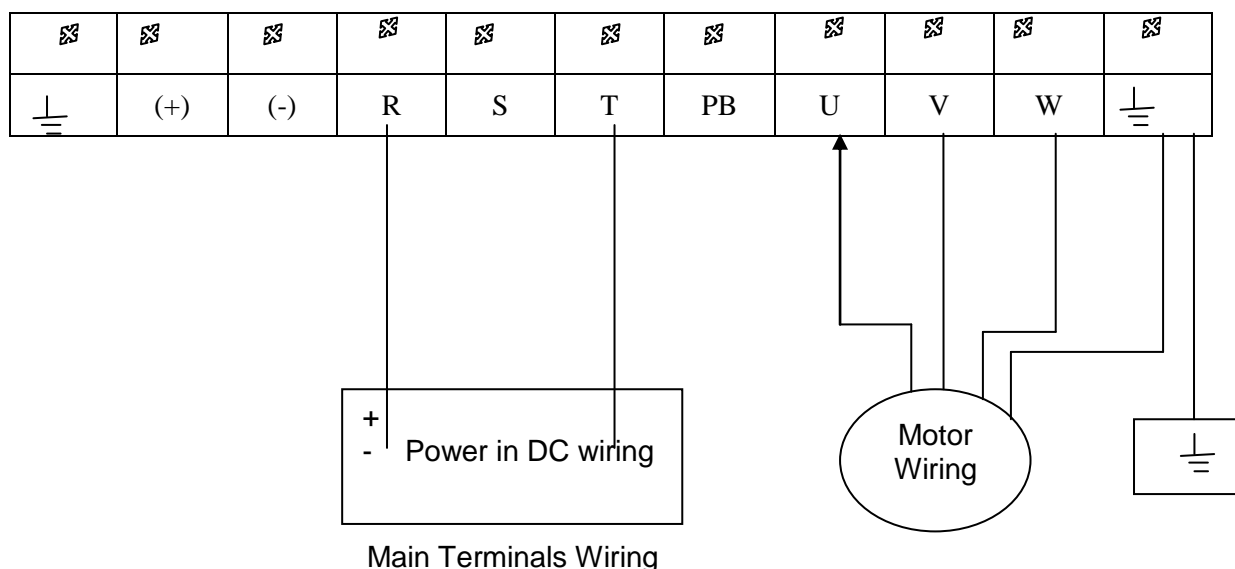 (+) (-) R S T PB U V W
+
- Power in DC wiring
Motor
Wiring
Main Terminals Wiring